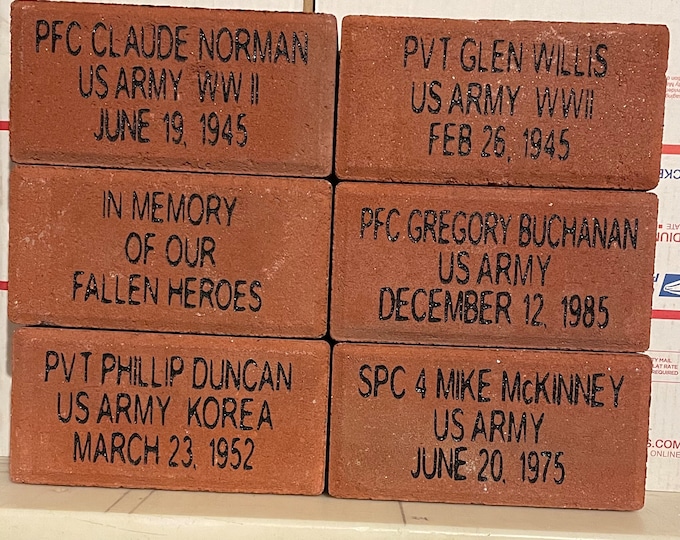 PFC CLAUDE NORMAN
US ARMY WW II
JUNE 19, 1945
PVT GLEN WILLIS
US ARMY WWII
FEB 26, 1945
IN MEMORY
OF OUR
FALLEN HEROES
PFC GREGORY BUCHANAN
US ARMY
DECEMBER 12, 1985
PVT PHILLIP DUNCAN
US ARMY KOREA
MARCH 23, 1952
SPC 4 MIKE McKINNEY
US ARMY
JUNE 20, 1975